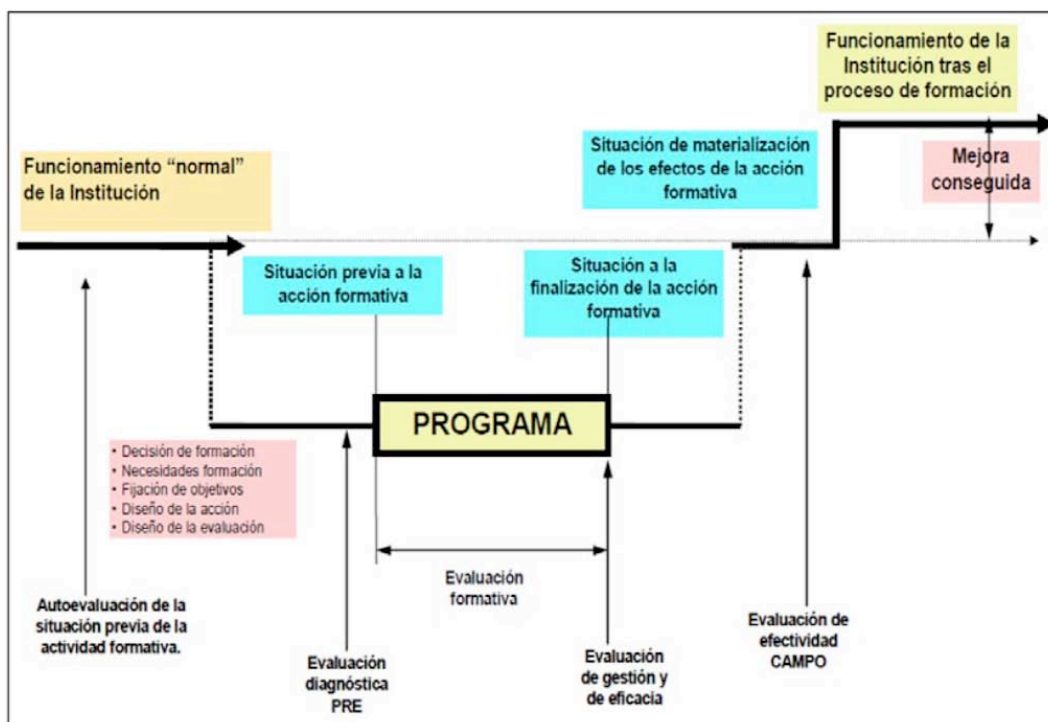 Funcionamiento de la
Institución tras el
proceso de formación
Situación de materialización
de los efectos de la acción
formativa
Mejora
conseguida
Funcionamiento "normal"
de la Institución
Situación previa a la
acción formativa
Situación a la
finalización de la acción
formativa
PROGRAMA
• Decisión de formación
• Necesidades formación
• Fijación de objetivos
• Diseño de la acción
• Diseño de la evaluación
Evaluación
formativa
Autoevaluación de la
situación previa de la
actividad formativa.
Evaluación
diagnóstica
PRE
Evaluación
de gestión y
de eficacia
Evaluación de
efectividad
CAMPO